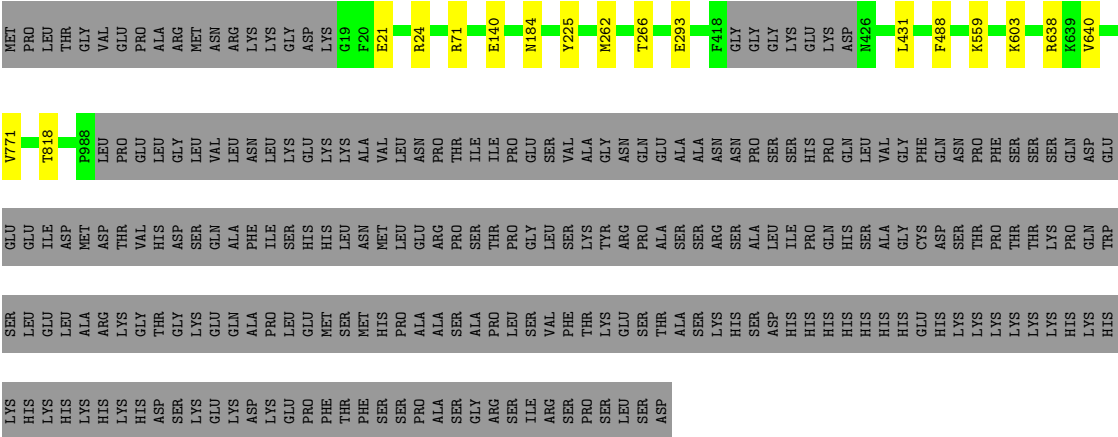 MET PRO LEU THR GLY VAL GLU PRO ALA ARG MET ASN ARG LYS LYS GLY ASP LYS G19 F20 E21 R24 R71 E140 N184 Y225 M262 T266 E293 F418 GLY GLY GLY LYS GLU LYS ASP N426 L431 F488 K559 K603 R638 K639 V640
V771 T818 P988 LEU PRO GLU LEU GLY LEU VAL LEU ASN LEU LYS GLU LYS LYS ALA VAL LEU ASN PRO THR ILE ILE PRO GLU SER VAL ALA GLY ASN GLN GLU ALA ALA ASN ASN PRO SER SER HIS PRO GLN LEU VAL GLY PHE GLN ASN PRO PHE SER SER SER GLN ASP GLU
GLU GLU ILE ASP MET ASP THR VAL HIS ASP SER GLN ALA PHE ILE SER HIS HIS LEU ASN MET LEU GLU ARG PRO SER THR PRO GLY LEU SER LYS TYR ARG PRO ALA SER SER ARG SER ALA LEU ILE PRO GLN HIS SER ALA GLY CYS ASP SER THR PRO THR THR LYS PRO GLN TRP
SER LEU GLU LEU ALA ARG LYS GLY THR GLY LYS GLU GLN ALA PRO LEU GLU MET SER MET HIS PRO ALA ALA SER ALA PRO LEU SER VAL PHE THR LYS GLU SER THR ALA SER LYS HIS SER ASP HIS HIS HIS HIS HIS HIS HIS GLU HIS LYS LYS LYS LYS LYS LYS HIS LYS HIS
LYS HIS LYS HIS LYS HIS LYS HIS ASP SER LYS GLU LYS ASP LYS GLU PRO PHE THR PHE SER SER PRO ALA SER GLY ARG SER ILE ARG SER PRO SER LEU SER ASP